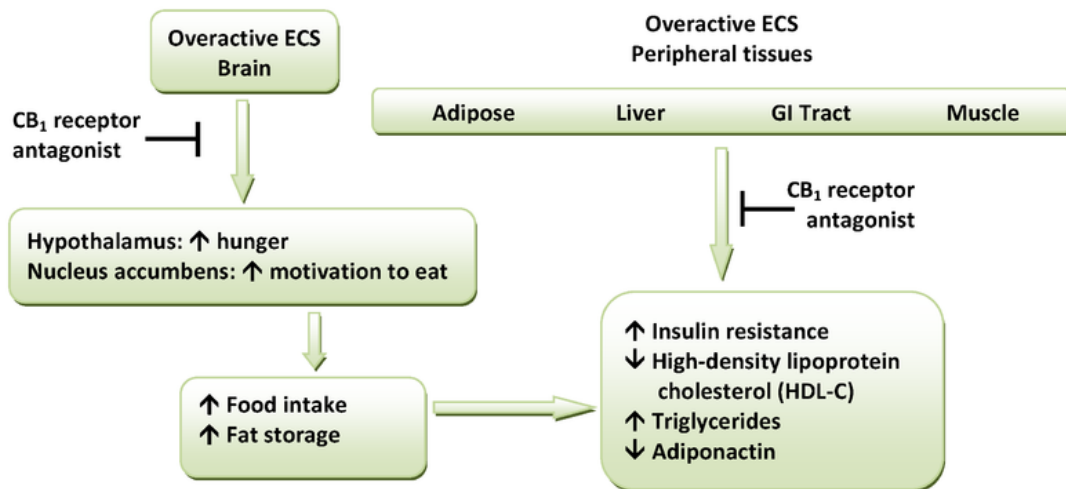 Overactive ECS
Brain
CB₁ receptor
antagonist
Hypothalamus: ↑ hunger
Nucleus accumbens: ↑ motivation to eat
↑ Food intake
↑ Fat storage
Overactive ECS
Peripheral tissues
Adipose Liver GI Tract Muscle
CB₁ receptor
antagonist
↑ Insulin resistance
↓ High-density lipoprotein
cholesterol (HDL-C)
↑ Triglycerides
↓ Adiponactin